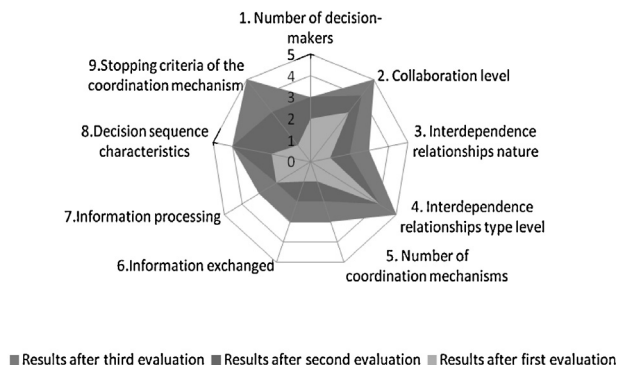 1. Number of decision-
makers
5
4
3
2
1
0
2. Collaboration level
3. Interdependence
relationships nature
4. Interdependence
relationships type level
5. Number of
coordination mechanisms
6.Information exchanged
7.Information processing
8.Decision sequence
characteristics
9.Stopping criteria of the
coordination mechanism
Results after third evaluation Results after second evaluation Results after first evaluation